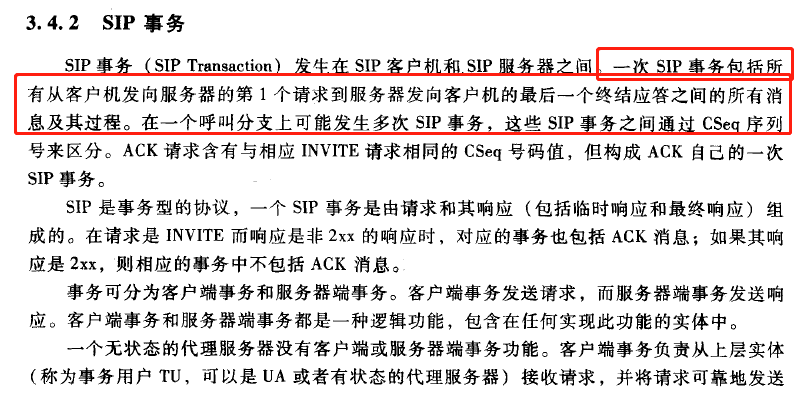 3.4.2 SIP 事务
SIP 事务（SIP Transaction）发生在 SIP 客户机和 SIP 服务器之间。一次 SIP 事务包括所
有从客户机发向服务器的第 1 个请求到服务器发向客户机的最后一个终结应答之间的所有消
息及其过程。在一个呼叫分支上可能发生多次 SIP 事务，这些 SIP 事务之间通过 CSeq 序列
号来区分。ACK 请求含有与相应 INVITE 请求相同的 CSeq 号码值，但构成 ACK 自己的一次
SIP 事务。
SIP 是事务型的协议，一个 SIP 事务是由请求和其响应（包括临时响应和最终响应）组
成的。在请求是 INVITE 而响应是非 2xx 的响应时，对应的事务也包括 ACK 消息；如果其响
应是 2xx，则相应的事务中不包括 ACK 消息。
事务可分为客户端事务和服务器端事务。客户端事务发送请求，而服务器端事务发送响
应。客户端事务和服务器端事务都是一种逻辑功能，包含在任何实现此功能的实体中。
一个无状态的代理服务器没有客户端或服务器端事务功能。客户端事务负责从上层实体
（称为事务用户 TU，可以是 UA 或者有状态的代理服务器）接收请求，并将请求可靠地发送